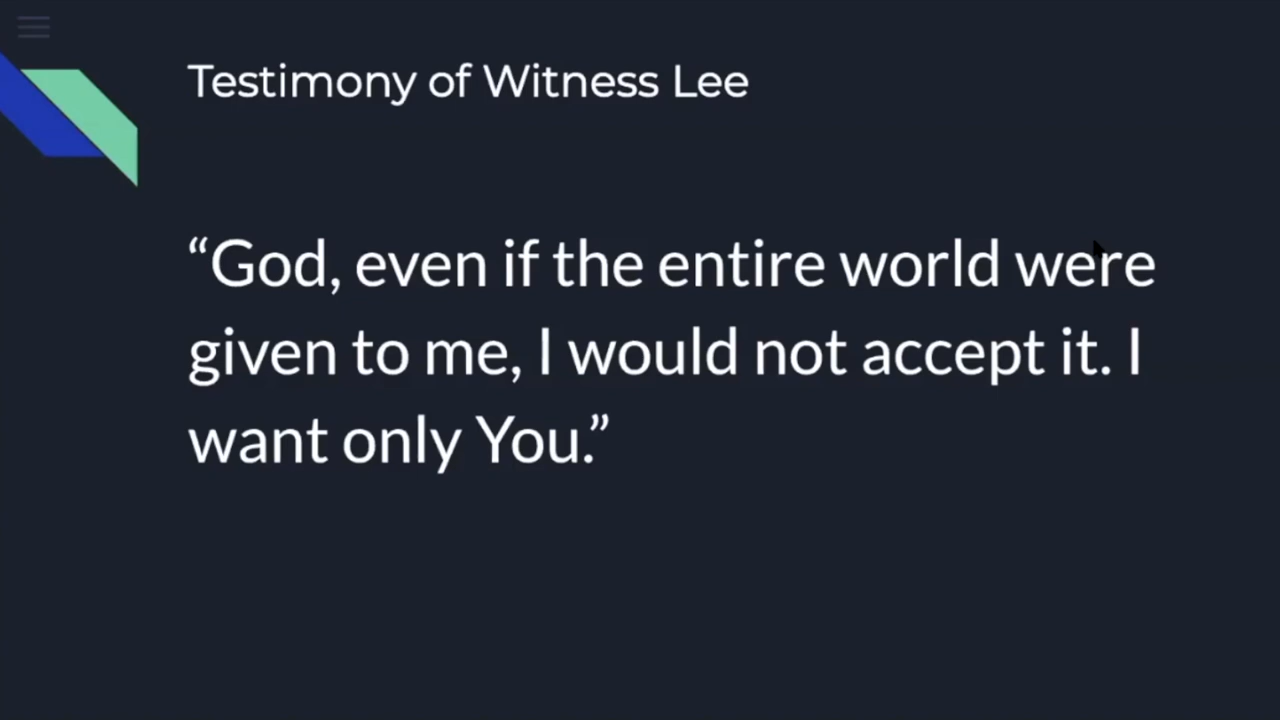 Testimony of Witness Lee
“God, even if the entire world were
given to me, I would not accept it. I
want only You.”